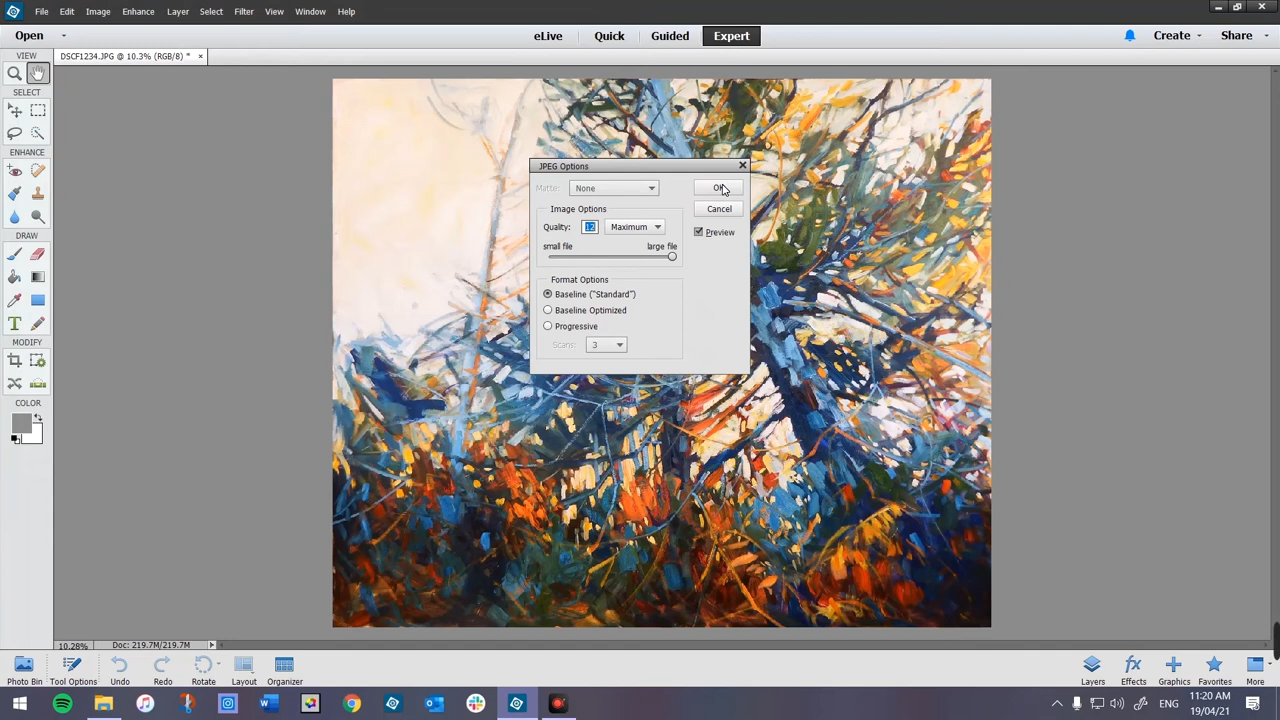 File Edit Image Enhance Layer Select Filter View Window Help
Open eLive Quick Guided Expert Create Share
DSCF1234.JPG @ 10.3% (RGB/8) * ×
VIEW
SELECT
ENHANCE
DRAW
T
MODIFY
COLOR
JPEG Options
Matte: None OK
Image Options Cancel
Quality: 12 Maximum Preview
small file large file
Format Options
Baseline ("Standard")
Baseline Optimized
Progressive
Scans: 3
10.28% Doc: 219.7M/219.7M
Photo Bin Tool Options Undo Redo Rotate Layout Organizer Layers Effects Graphics Favorites More
ENG 11:20 AM
19/04/21